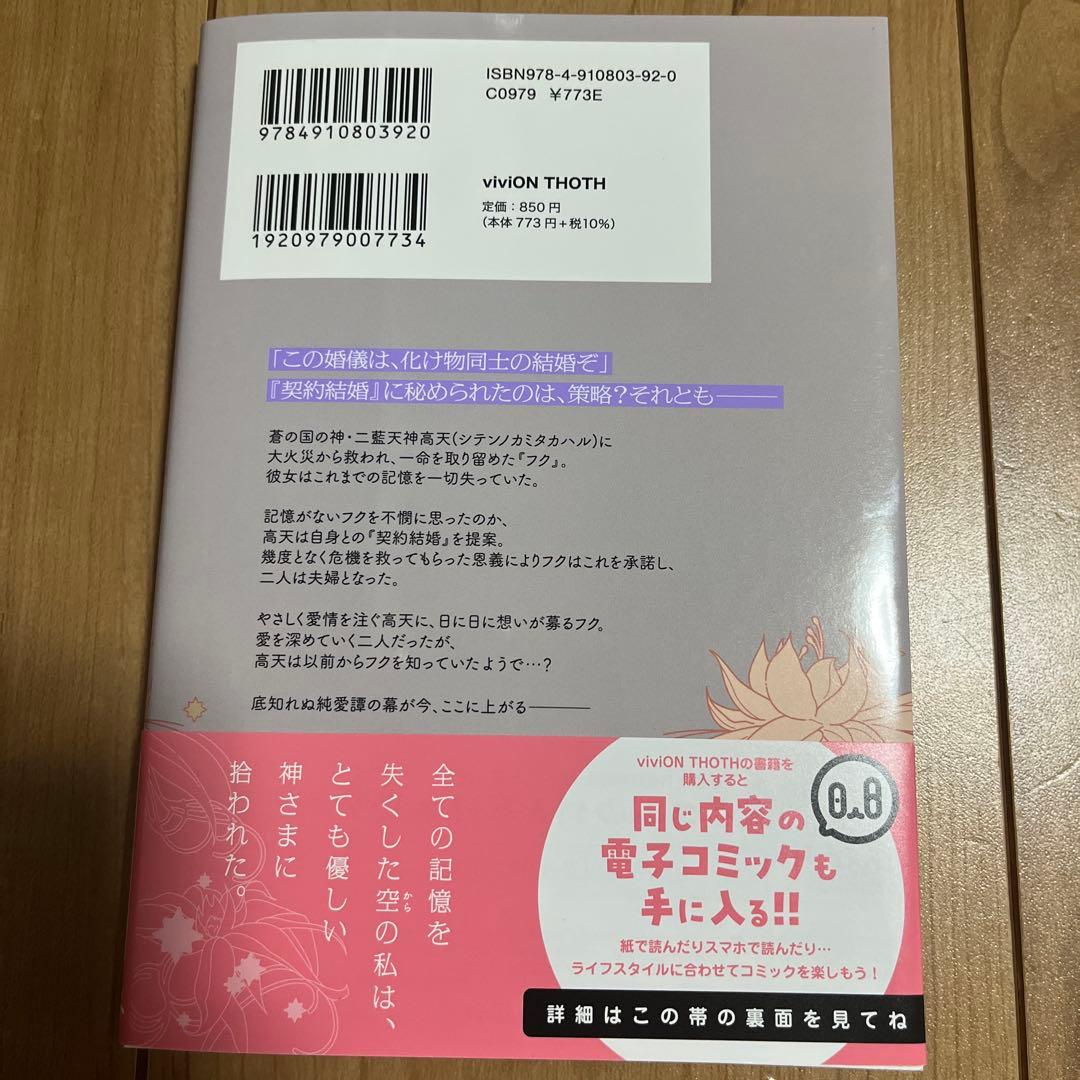 ISBN978-4-910803-92-0
C0979 ¥773E
9784910803920
viviON THOTH
定価：850円
（本体 773円＋税10%）
1920979007734
「この婚儀は、化け物同士の結婚ぞ」
『契約結婚』に秘められたのは、策略？それとも―――
蒼の国の神・二藍天神高天（シテンノカミタカハル）に
大火災から救われ、一命を取り留めた『フク』。
彼女はこれまでの記憶を一切失っていた。
記憶がないフクを不憫に思ったのか、
高天は自身との『契約結婚』を提案。
幾度となく危機を救ってもらった恩義によりフクはこれを承諾し、
二人は夫婦となった。
やさしく愛情を注ぐ高天に、日に日に想いが募るフク。
愛を深めていく二人だったが、
高天は以前からフクを知っていたようで…？
底知れぬ純愛譚の幕が今、ここに上がる―――
全ての記憶を
失くした空の私は、
から
とても優しい
神さまに
拾われた。
viviON THOTHの書籍を
購入すると
同じ内容の
電子コミックも
手に入る!!
紙で読んだりスマホで読んだり…
ライフスタイルに合わせてコミックを楽しもう！
詳細はこの帯の裏面を見てね